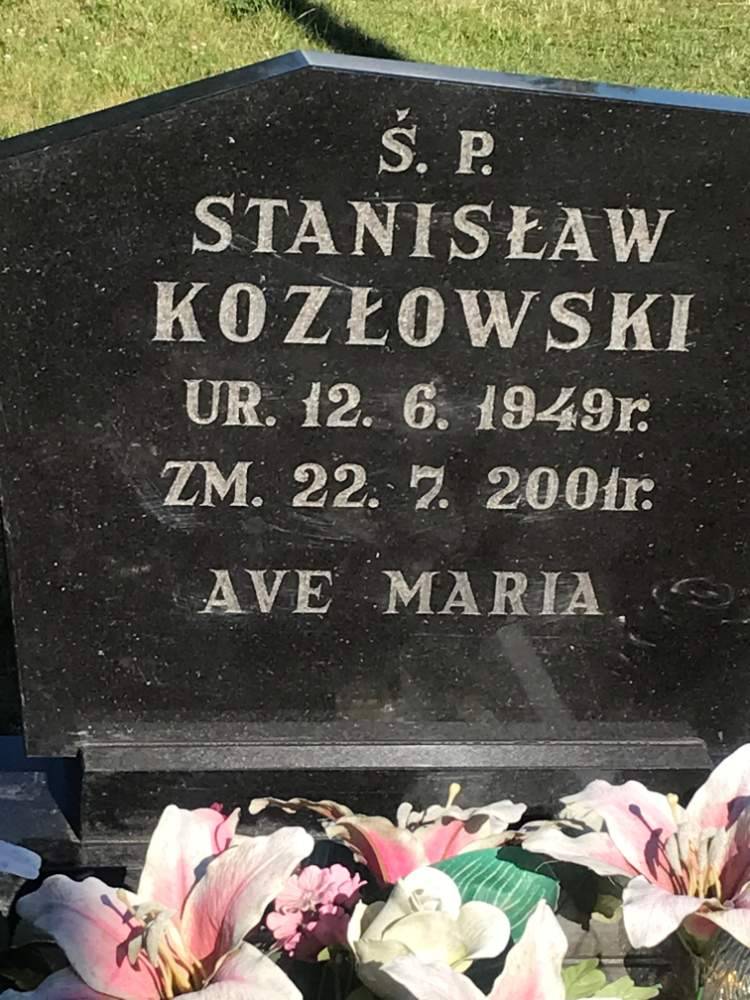 Ś. P.
STANISŁAW
KOZŁOWSKI
UR. 12. 6. 1949r.
ZM. 22. 7. 2001r.
AVE MARIA